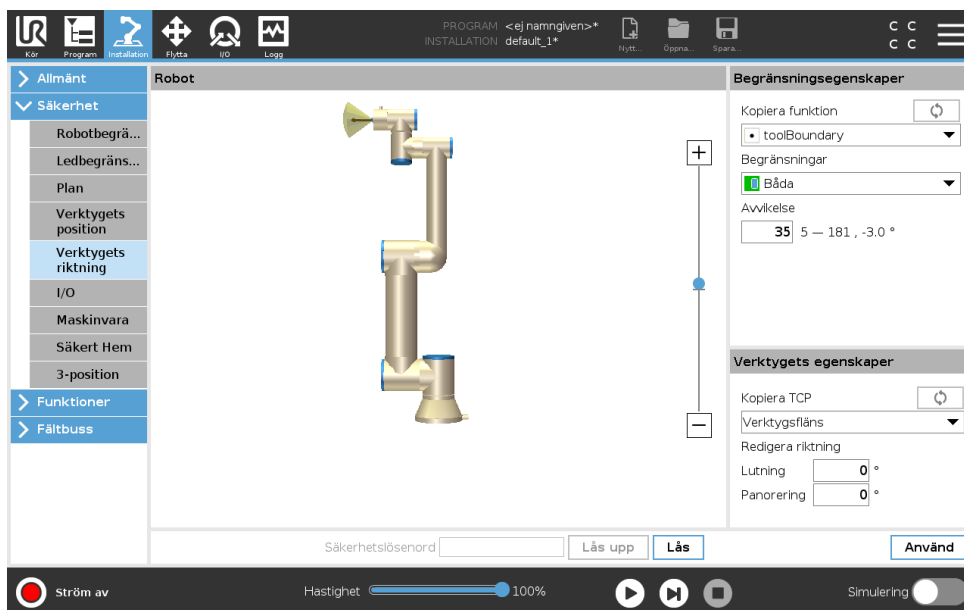 UR
Kör
Program
Installation
Flytta
I/O
Logg
PROGRAM <ej namngiven>*
INSTALLATION default_1*
Nytt...
Öppna...
Spara...
C C
C C
Allmänt
Säkerhet
Robotbegrä...
Ledbegräns...
Plan
Verktygets
position
Verktygets
riktning
I/O
Maskinvara
Säkert Hem
3-position
Funktioner
Fältbuss
Robot
Begränsningsegenskaper
Kopiera funktion
toolBoundary
Begränsningar
Båda
Avvikelse
35 5 — 181 , -3.0 °
Verktygets egenskaper
Kopiera TCP
Verktygsfläns
Redigera riktning
Lutning 0 °
Panorering 0 °
Säkerhetslösenord
Lås upp
Lås
Använd
Ström av
Hastighet 100%
Simulering